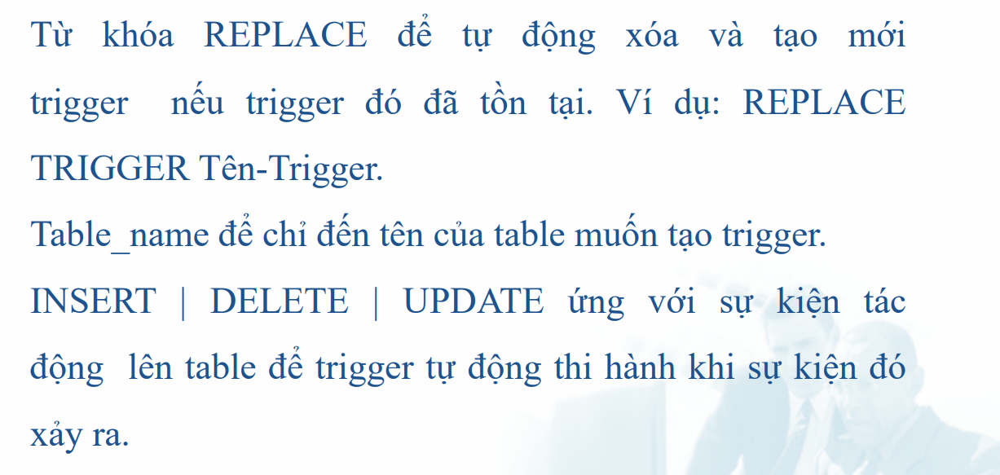 Từ khóa REPLACE để tự động xóa và tạo mới
trigger nếu trigger đó đã tồn tại. Ví dụ: REPLACE
TRIGGER Tên-Trigger.
Table_name để chỉ đến tên của table muốn tạo trigger.
INSERT | DELETE | UPDATE ứng với sự kiện tác
động lên table để trigger tự động thi hành khi sự kiện đó
xảy ra.